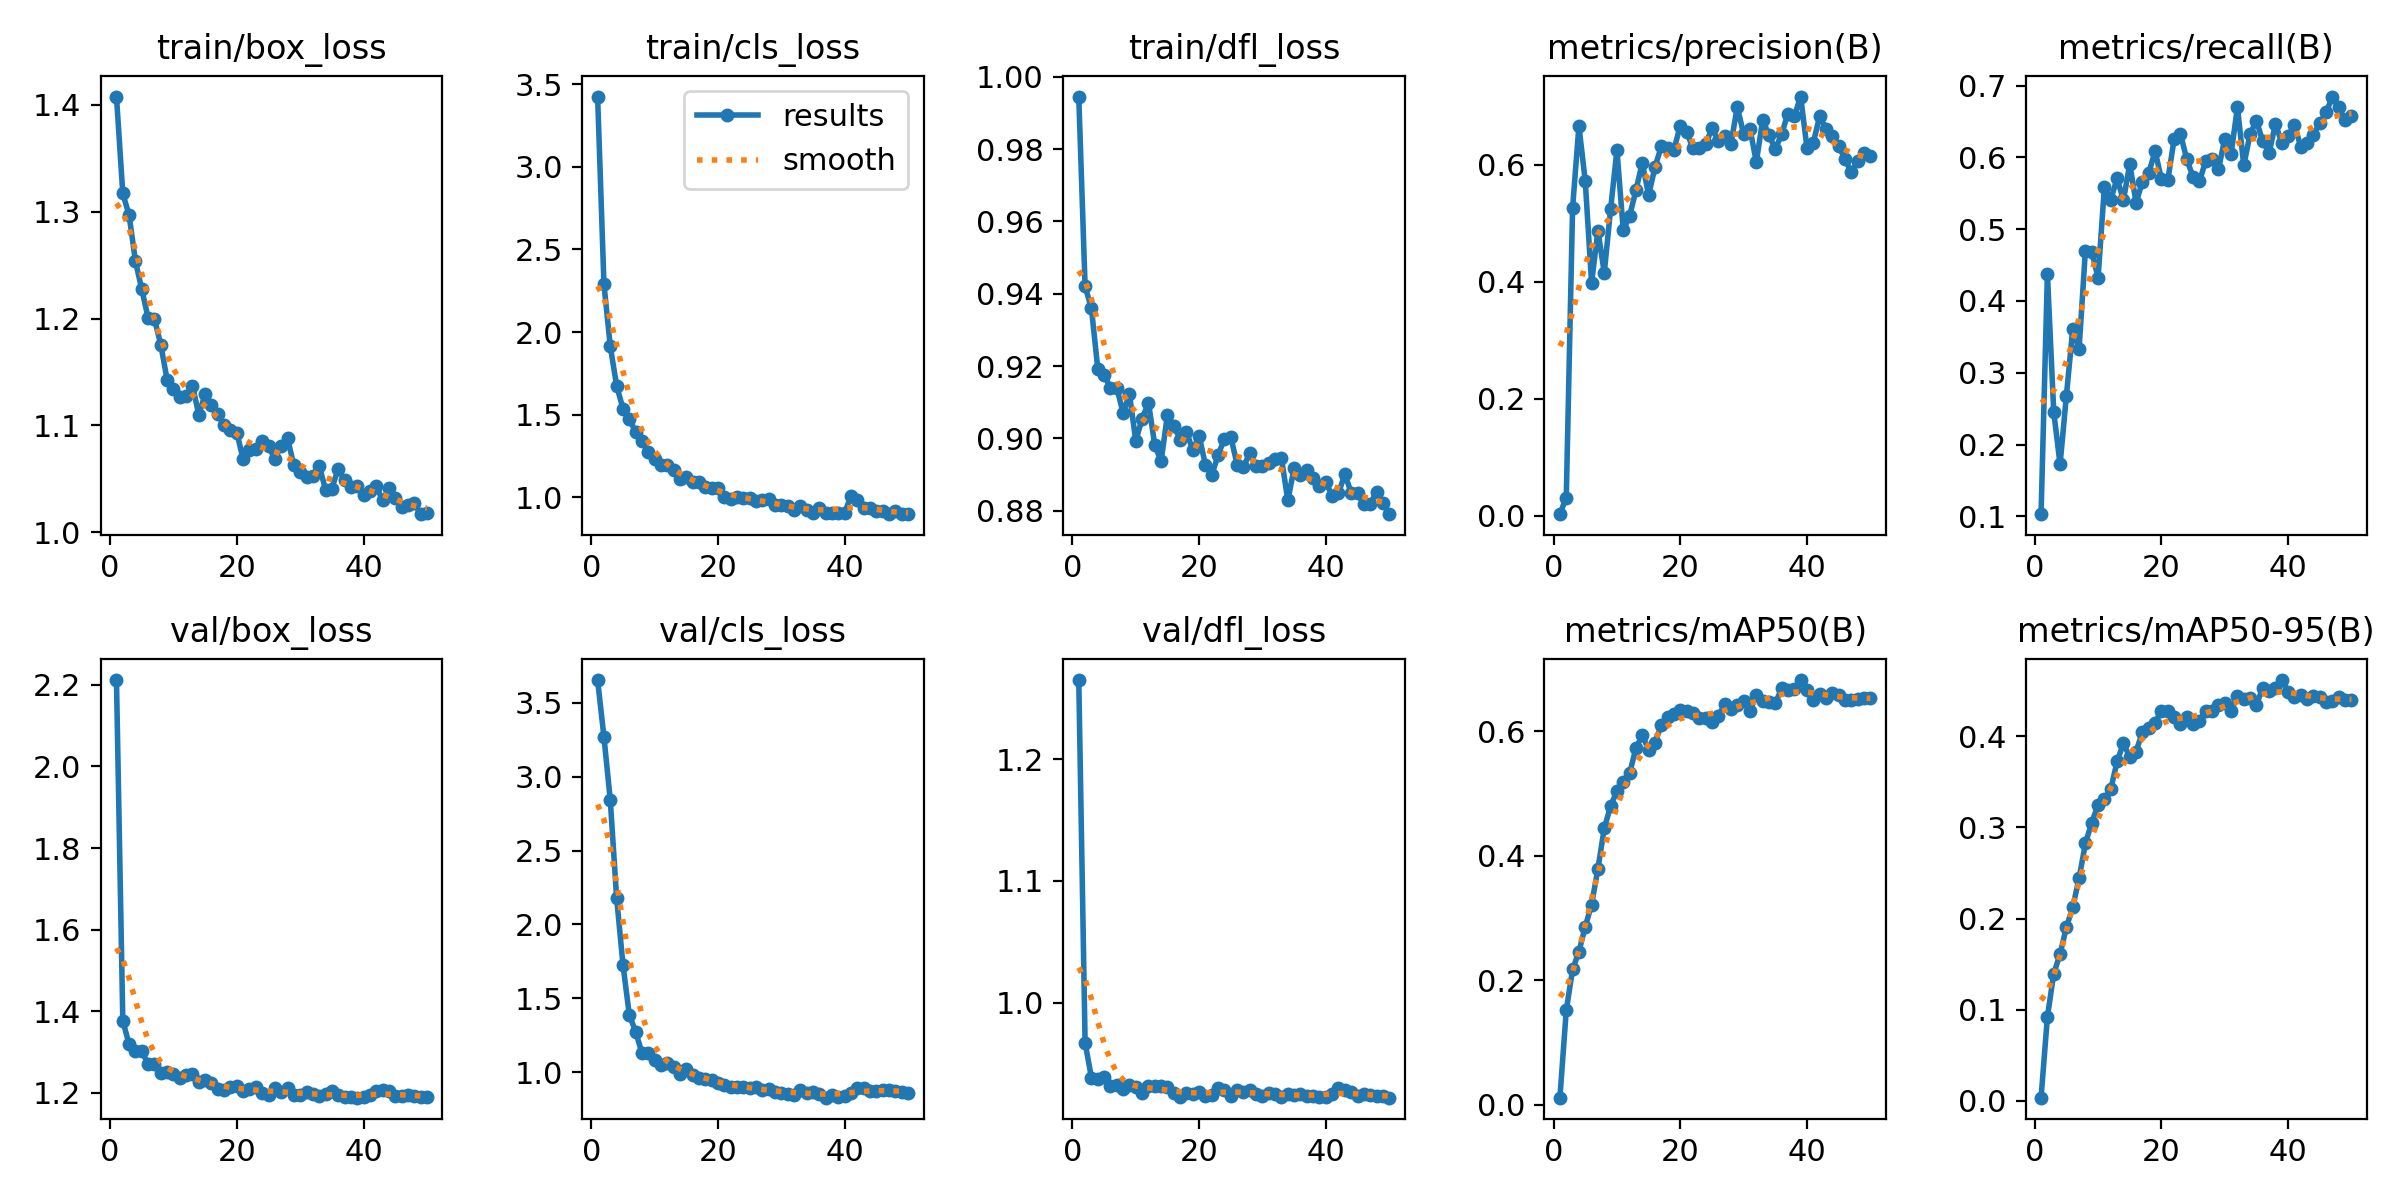 train/box_loss
1.4
1.3
1.2
1.1
1.0
0 20 40
train/cls_loss
results
smooth
3.5
3.0
2.5
2.0
1.5
1.0
0 20 40
train/dfl_loss
1.00
0.98
0.96
0.94
0.92
0.90
0.88
0 20 40
metrics/precision(B)
0.6
0.4
0.2
0.0
0 20 40
metrics/recall(B)
0.7
0.6
0.5
0.4
0.3
0.2
0.1
0 20 40
val/box_loss
2.2
2.0
1.8
1.6
1.4
1.2
0 20 40
val/cls_loss
3.5
3.0
2.5
2.0
1.5
1.0
0 20 40
val/dfl_loss
1.2
1.1
1.0
0 20 40
metrics/mAP50(B)
0.6
0.4
0.2
0.0
0 20 40
metrics/mAP50-95(B)
0.4
0.3
0.2
0.1
0.0
0 20 40